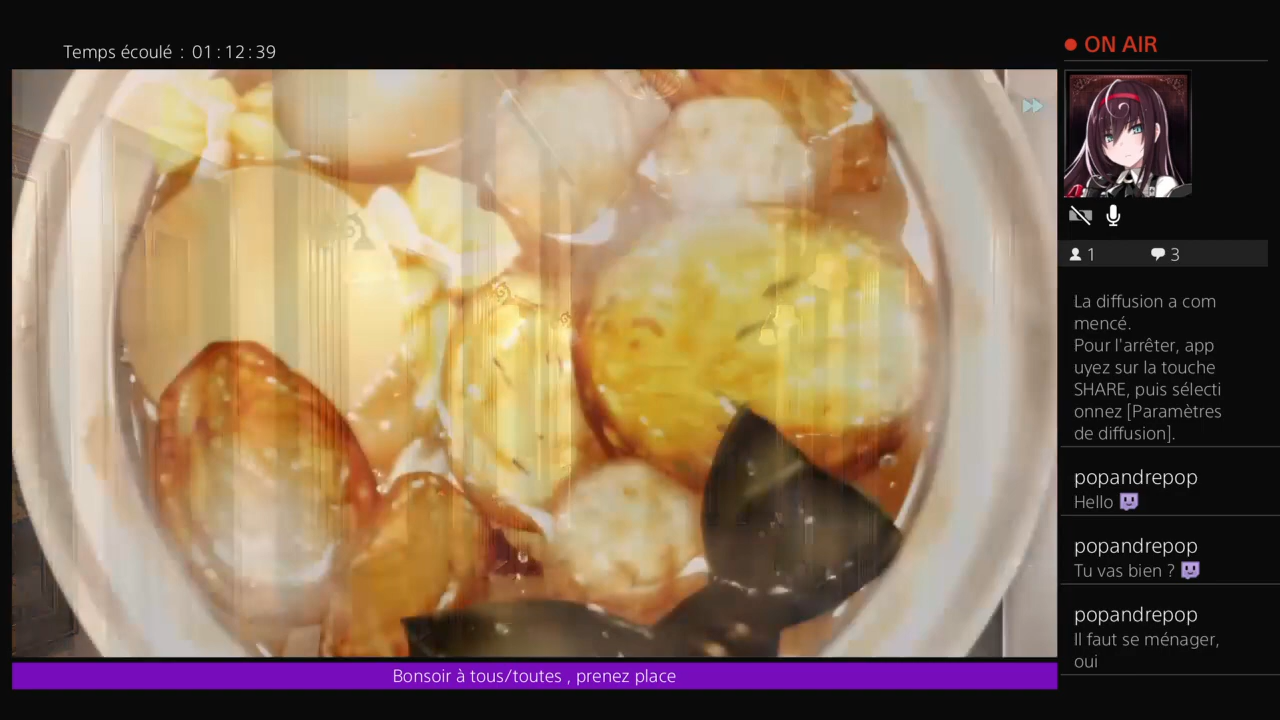 Temps écoulé : 01:12:39
ON AIR
1 3
La diffusion a com
mencé.
Pour l'arrêter, app
uyez sur la touche
SHARE, puis sélecti
onnez [Paramètres
de diffusion].
popandrepop
Hello
popandrepop
Tu vas bien ?
popandrepop
Il faut se ménager,
oui
Bonsoir à tous/toutes , prenez place